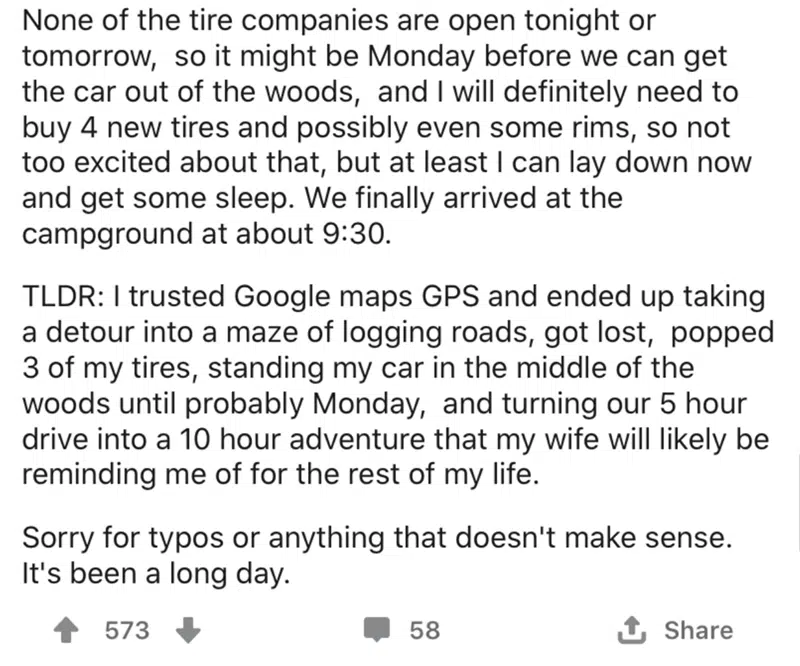 None of the tire companies are open tonight or
tomorrow,  so it might be Monday before we can get
the car out of the woods,  and I will definitely need to
buy 4 new tires and possibly even some rims, so not
too excited about that, but at least I can lay down now
and get some sleep. We finally arrived at the
campground at about 9:30.
TLDR: I trusted Google maps GPS and ended up taking
a detour into a maze of logging roads, got lost,  popped
3 of my tires, standing my car in the middle of the
woods until probably Monday,  and turning our 5 hour
drive into a 10 hour adventure that my wife will likely be
reminding me of for the rest of my life.
Sorry for typos or anything that doesn't make sense.
It's been a long day.
573 58 Share